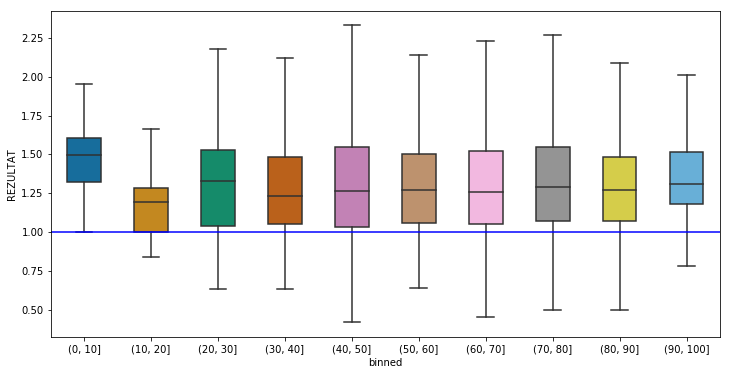 2.25
2.00
1.75
1.50
1.25
1.00
0.75
0.50
REZULTAT
(0, 10] (10, 20] (20, 30] (30, 40] (40, 50] (50, 60] (60, 70] (70, 80] (80, 90] (90, 100]
binned